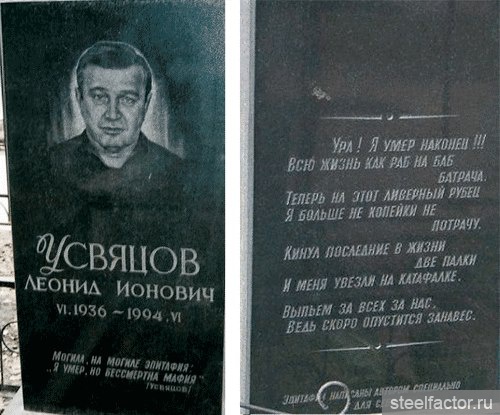 УСВЯЦОВ
ЛЕОНИД ИОНОВИЧ
VI.1936 ~ 1994.VI
МОГИЛА, НА МОГИЛЕ ЭПИТАФИЯ:
"Я УМЕР, НО БЕССМЕРТНА МАФИЯ"
(УСВЯЦОВ)
УРА! Я УМЕР НАКОНЕЦ!!!
ВСЮ ЖИЗНЬ КАК РАБ НА БАБ
БАТРАЧА.
ТЕПЕРЬ НА ЭТОТ ЛИВЕРНЫЙ РУБЕЦ
Я БОЛЬШЕ НЕ КОПЕЙКИ НЕ
ПОТРАЧУ.
КИНУЛ ПОСЛЕДНИЕ В ЖИЗНИ
ДВЕ ПАЛКИ
И МЕНЯ УВЕЗЛИ НА КАТАФАЛКЕ.
ВЫПЬЕМ ЗА ВСЕХ ЗА НАС,
ВЕДЬ СКОРО ОПУСТИТСЯ ЗАНАВЕС.
НАПИСАНЫ АВТОРОМ СПЕЦИАЛЬНО
ДЛЯ
steelfactor.ru